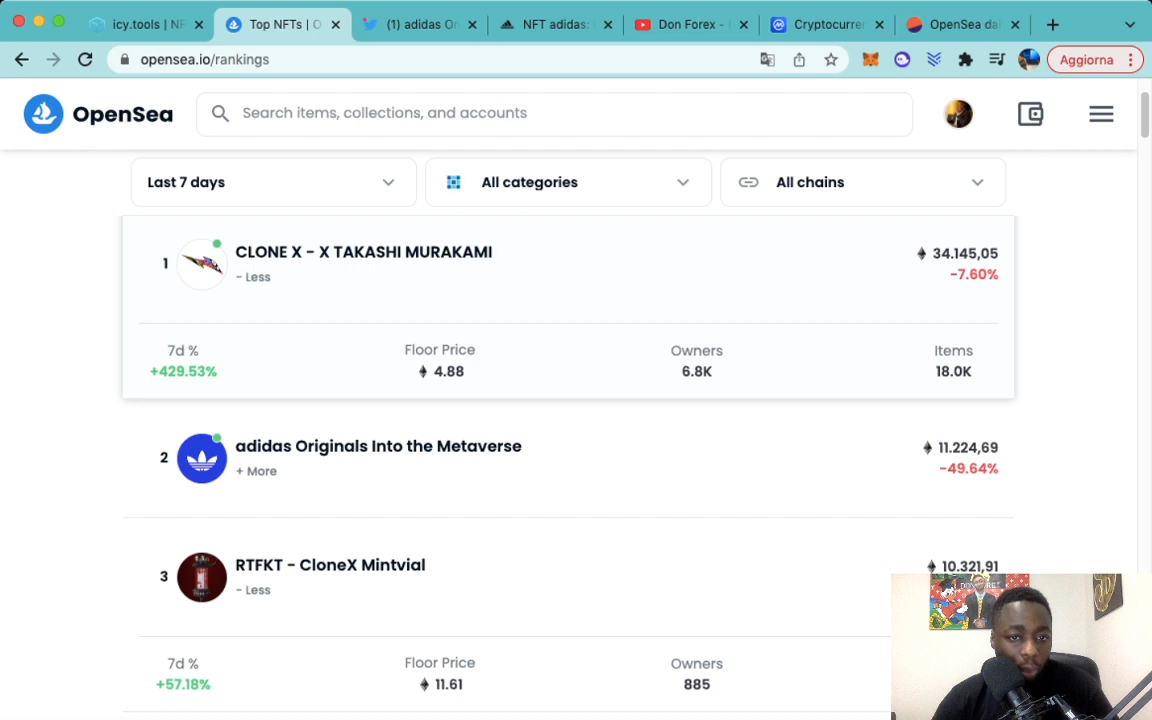 icy.tools | NF
Top NFTs | O
(1) adidas Or
NFT adidas:
Don Forex -
Cryptocurre
OpenSea da
opensea.io/rankings
Aggiorna
OpenSea
Search items, collections, and accounts
Last 7 days
All categories
All chains
1
CLONE X - X TAKASHI MURAKAMI
34.145,05
- Less
-7.60%
7d %
Floor Price
Owners
Items
+429.53%
4.88
6.8K
18.0K
2
adidas Originals Into the Metaverse
11.224,69
+ More
-49.64%
3
RTFKT - CloneX Mintvial
10.321,91
- Less
7d %
Floor Price
Owners
+57.18%
11.61
885